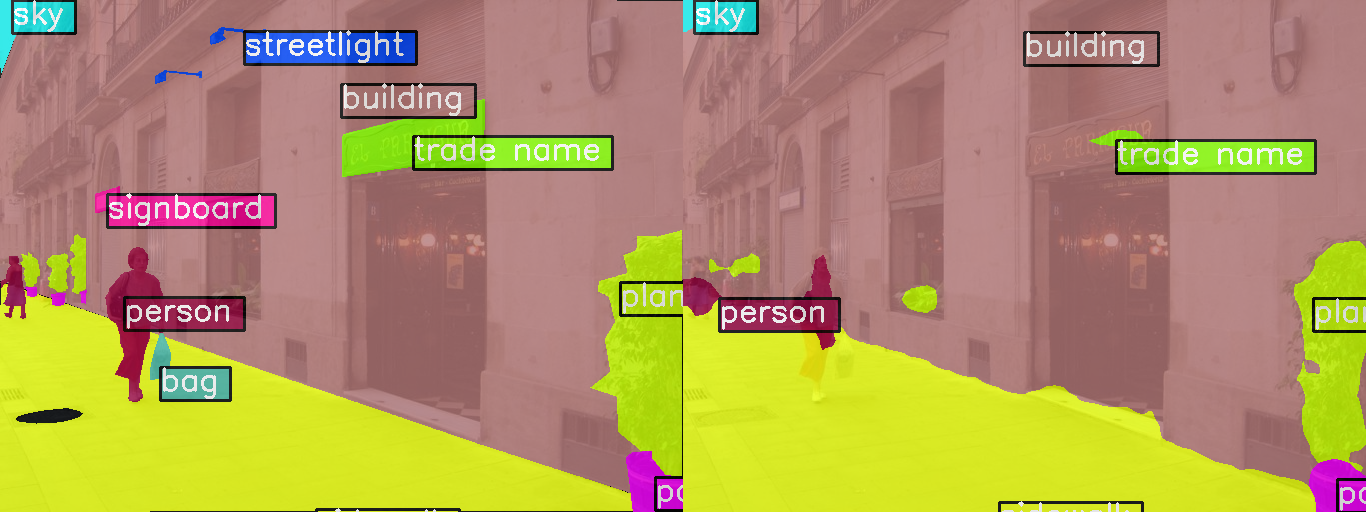 sky
streetlight
building
trade name
signboard
person
bag
sky
building
trade name
person